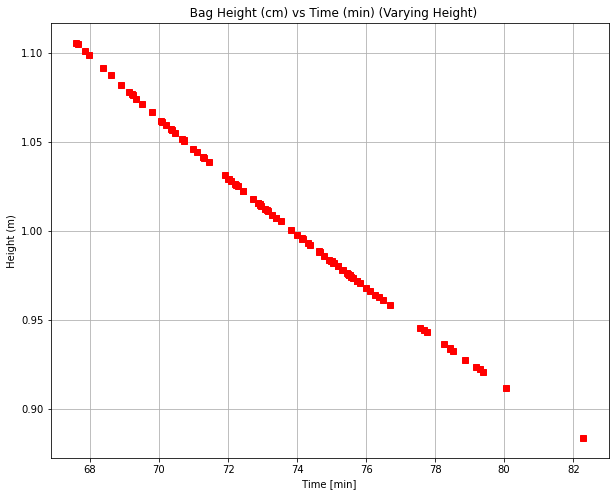 Bag Height (cm) vs Time (min) (Varying Height)
Height (m)
1.10
1.05
1.00
0.95
0.90
68 70 72 74 76 78 80 82
Time [min]